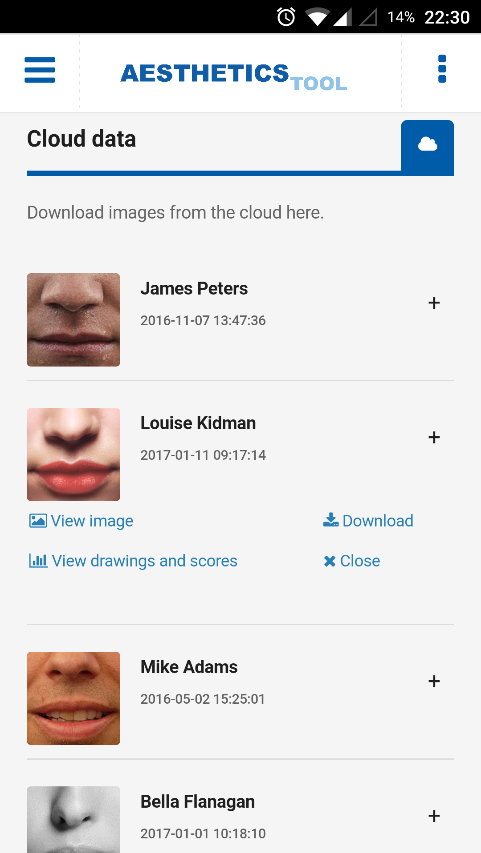 14% 22:30
AESTHETICS TOOL
Cloud data
Download images from the cloud here.
James Peters
2016-11-07 13:47:36
Louise Kidman
2017-01-11 09:17:14
View image
Download
View drawings and scores
Close
Mike Adams
2016-05-02 15:25:01
Bella Flanagan
2017-01-01 10:18:10